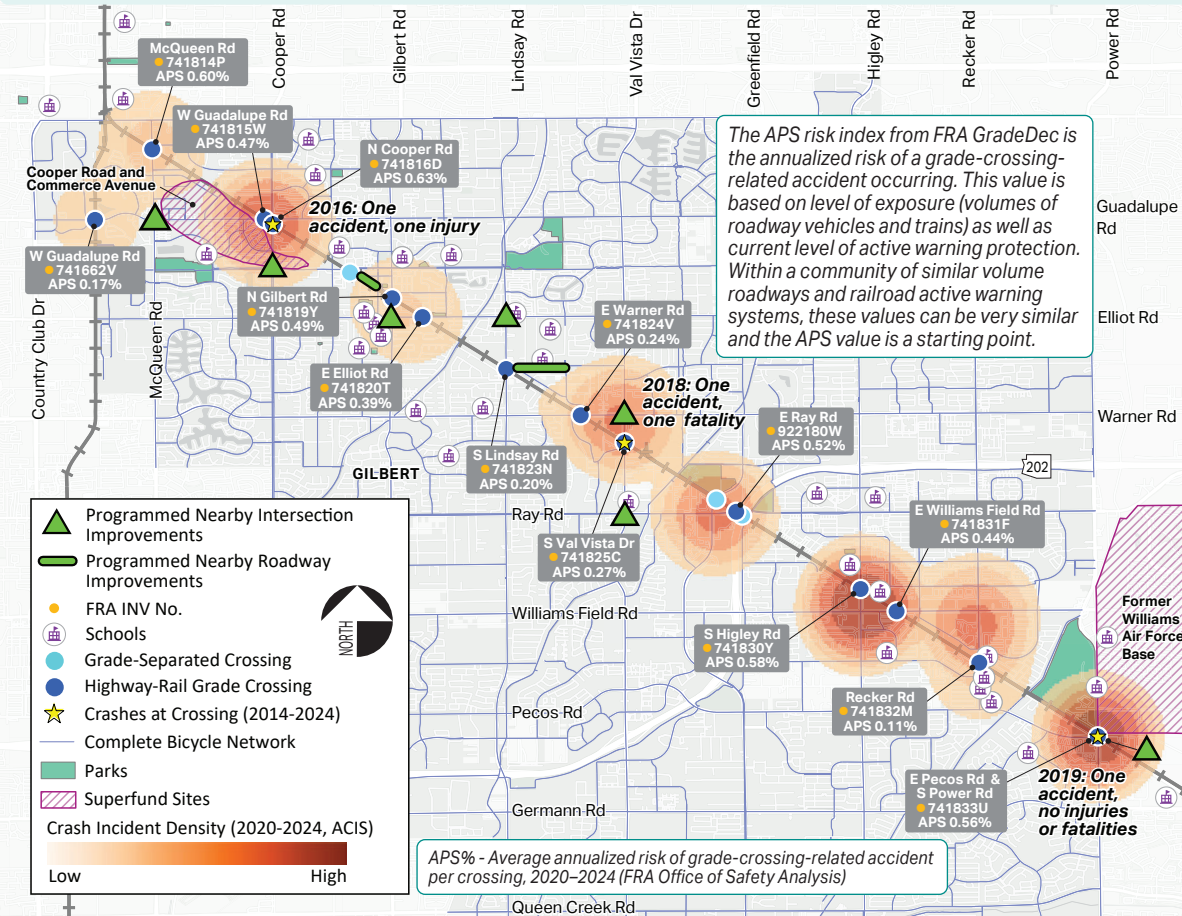 Cooper Rd
Gilbert Rd
Lindsay Rd
Val Vista Dr
Greenfield Rd
Higley Rd
Recker Rd
Power Rd
McQueen Rd
741814P
APS 0.60%
W Guadalupe Rd
741815W
APS 0.47%
N Cooper Rd
741816D
APS 0.63%
Cooper Road and
Commerce Avenue
2016: One
accident, one injury
The APS risk index from FRA GradeDec is
the annualized risk of a grade-crossing-
related accident occurring. This value is
based on level of exposure (volumes of
roadway vehicles and trains) as well as
current level of active warning protection.
Within a community of similar volume
roadways and railroad active warning
systems, these values can be very similar
and the APS value is a starting point.
Guadalupe
Rd
W Guadalupe Rd
741662V
APS 0.17%
N Gilbert Rd
741819Y
APS 0.49%
E Warner Rd
741824V
APS 0.24%
Elliot Rd
Country Club Dr
McQueen Rd
E Elliot Rd
741820T
APS 0.39%
2018: One
accident,
one fatality
E Ray Rd
922180W
APS 0.52%
Warner Rd
GILBERT
S Lindsay Rd
741823N
APS 0.20%
202
Ray Rd
S Val Vista Dr
741825C
APS 0.27%
E Williams Field Rd
741831F
APS 0.44%
Williams Field Rd
Former
Williams
Air Force
Base
S Higley Rd
741830Y
APS 0.58%
Recker Rd
741832M
APS 0.11%
Pecos Rd
E Pecos Rd &
S Power Rd
741833U
APS 0.56%
2019: One
accident,
no injuries
or fatalities
Germann Rd
Queen Creek Rd
Programmed Nearby Intersection
Improvements
Programmed Nearby Roadway
Improvements
FRA INV No.
Schools
Grade-Separated Crossing
Highway-Rail Grade Crossing
Crashes at Crossing (2014-2024)
Complete Bicycle Network
Parks
Superfund Sites
NORTH
Crash Incident Density (2020-2024, ACIS)
Low
High
APS% - Average annualized risk of grade-crossing-related accident
per crossing, 2020–2024 (FRA Office of Safety Analysis)